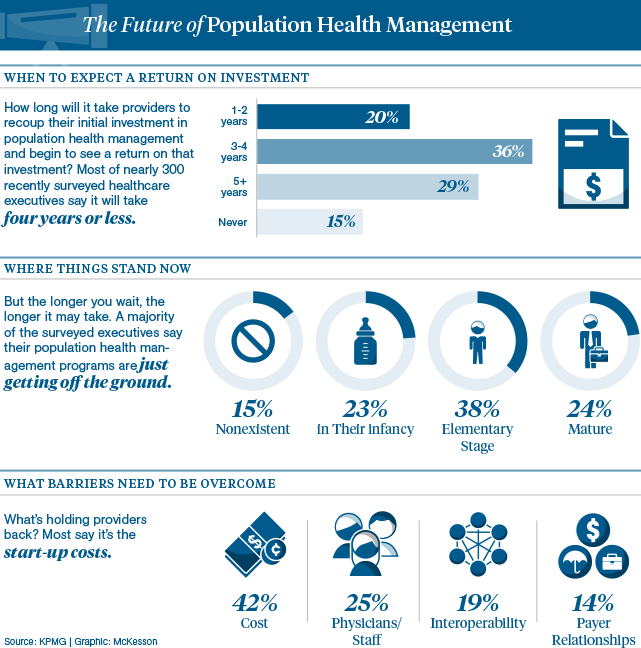 The Future of Population Health Management
WHEN TO EXPECT A RETURN ON INVESTMENT
How long will it take providers to
recoup their initial investment in
population health management
and begin to see a return on that
investment? Most of nearly 300
recently surveyed healthcare
executives say it will take
four years or less.
1-2
years
20%
3-4
years
36%
5+
years
29%
Never
15%
$
WHERE THINGS STAND NOW
But the longer you wait, the
longer it may take. A majority
of the surveyed executives say
their population health man-
agement programs are just
getting off the ground.
15%
Nonexistent
23%
in Their infancy
38%
Elementary
Stage
24%
Mature
WHAT BARRIERS NEED TO BE OVERCOME
What's holding providers
back? Most say it's the
start-up costs.
$
¢
42%
Cost
25%
Physicians/
Staff
19%
Interoperability
$
14%
Payer
Relationships
Source: KPMG | Graphic: McKesson